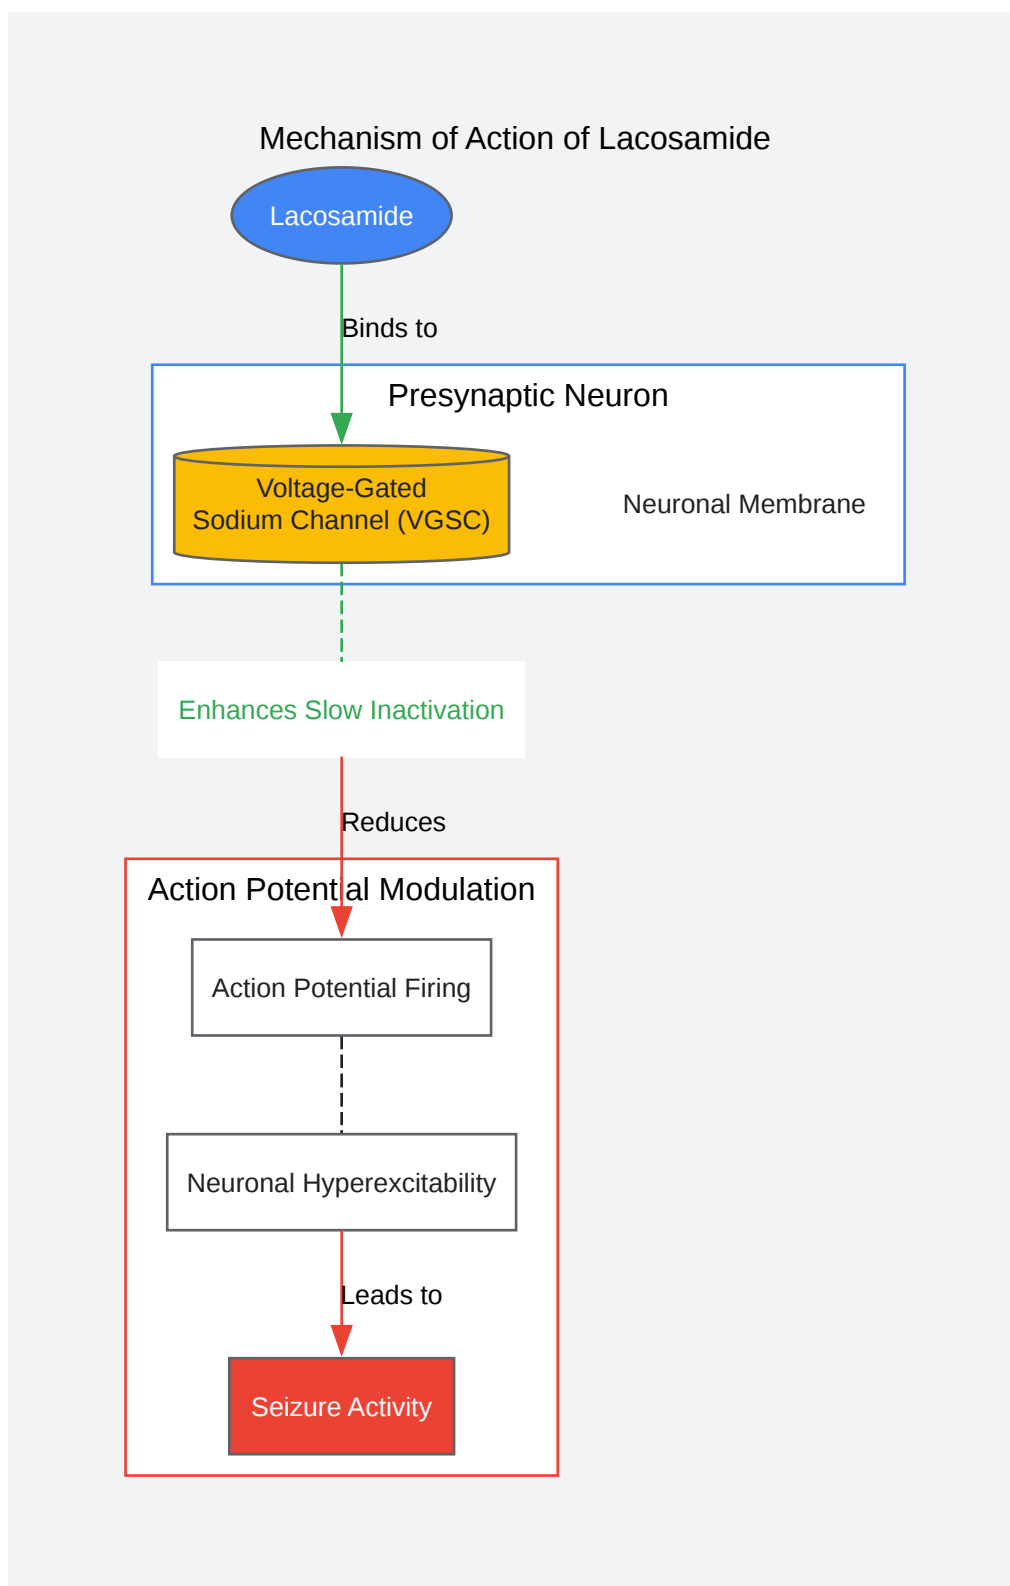 Mechanism of Action of Lacosamide
Lacosamide
Binds to
Presynaptic Neuron
Voltage-Gated
Sodium Channel (VGSC)
Neuronal Membrane
Enhances Slow Inactivation
Reduces
Action Potential Modulation
Action Potential Firing
Neuronal Hyperexcitability
Leads to
Seizure Activity